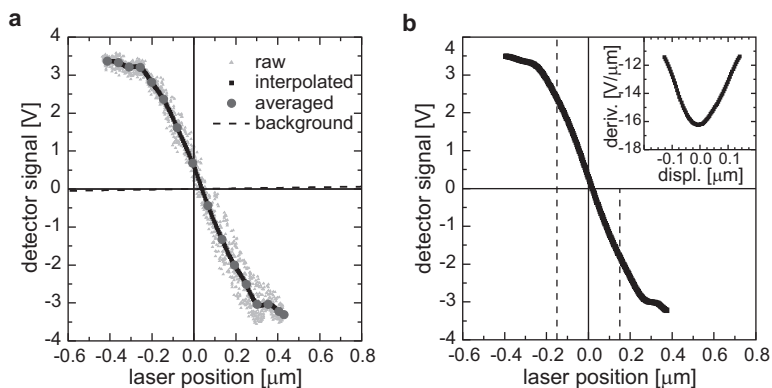 a
4
3
2
1
0
-1
-2
-3
-4
detector signal [V]
-0.6 -0.4 -0.2 0.0 0.2 0.4 0.6 0.8
laser position [µm]
raw
interpolated
averaged
background
b
4
3
2
1
0
-1
-2
-3
-4
detector signal [V]
-0.6 -0.4 -0.2 0.0 0.2 0.4 0.6 0.8
laser position [µm]
-12
-14
-16
-18
deriv. [V/µm]
-0.1 0.0 0.1
displ. [µm]